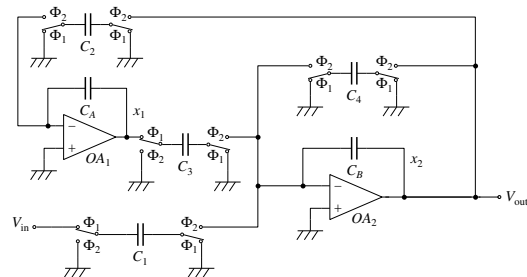 Φ2 Φ2
Φ1 Φ1
C2
Φ2 Φ2
Φ1 Φ1
C4
CA
x1
−
+
OA1
Φ1 Φ2
Φ2 Φ1
C3
x2
CB
−
+
OA2
Vin
Φ1 Φ2
Φ2 Φ1
C1
Vout